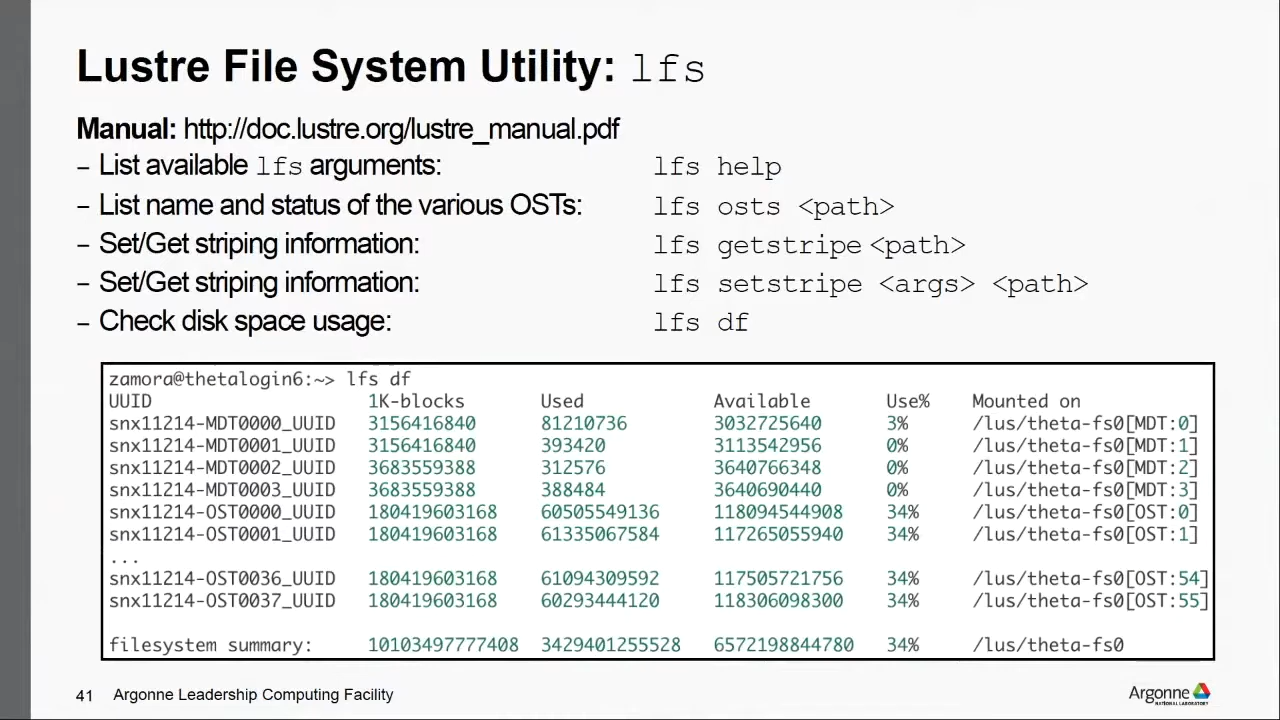 Lustre File System Utility: lfs
Manual: http://doc.lustre.org/lustre_manual.pdf
– List available lfs arguments: lfs help
– List name and status of the various OSTs: lfs osts <path>
– Set/Get striping information: lfs getstripe <path>
– Set/Get striping information: lfs setstripe <args> <path>
– Check disk space usage: lfs df
zamora@thetalogin6:~> lfs df
UUID 1K-blocks Used Available Use% Mounted on
snx11214-MDT0000_UUID 3156416840 81210736 3032725640 3% /lus/theta-fs0[MDT:0]
snx11214-MDT0001_UUID 3156416840 393420 3113542956 0% /lus/theta-fs0[MDT:1]
snx11214-MDT0002_UUID 3683559388 312576 3640766348 0% /lus/theta-fs0[MDT:2]
snx11214-MDT0003_UUID 3683559388 388484 3640690440 0% /lus/theta-fs0[MDT:3]
snx11214-OST0000_UUID 180419603168 60505549136 118094544908 34% /lus/theta-fs0[OST:0]
snx11214-OST0001_UUID 180419603168 61335067584 117265055940 34% /lus/theta-fs0[OST:1]
...
snx11214-OST0036_UUID 180419603168 61094309592 117505721756 34% /lus/theta-fs0[OST:54]
snx11214-OST0037_UUID 180419603168 60293444120 118306098300 34% /lus/theta-fs0[OST:55]
filesystem summary: 10103497777408 3429401255528 6572198844780 34% /lus/theta-fs0
41 Argonne Leadership Computing Facility
Argonne
NATIONAL LABORATORY